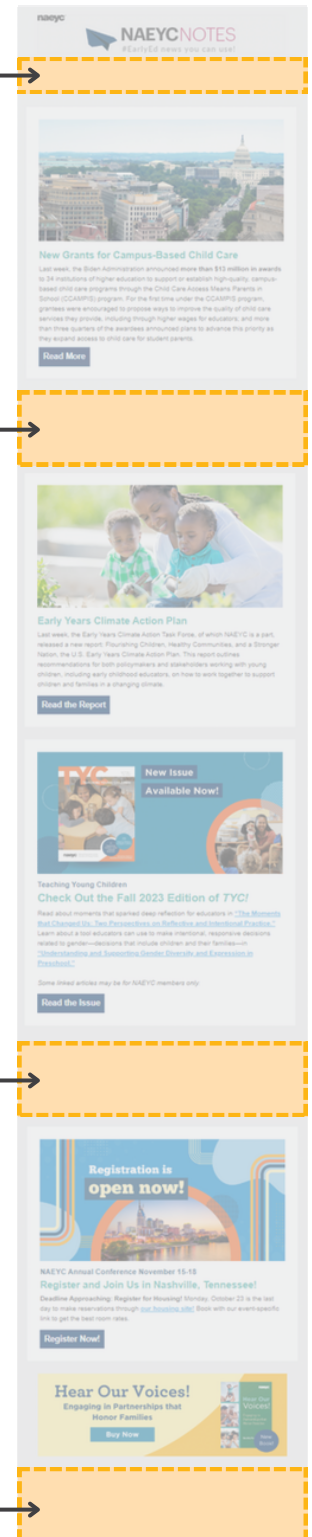 naeyc
NAEYCNOTES
#EarlyEd news you can use!
New Grants for Campus-Based Child Care
Last week, the Biden Administration announced more than $13 million in awards
to 34 institutions of higher education to support or establish high-quality, campus-
based child care programs through the Child Care Access Means Parents in
School (CCAMPIS) program. For the first time under the CCAMPIS program,
grantees were encouraged to propose ways to improve the quality of child care
services they provide, including through higher wages for educators, and more
than three quarters of the awardees announced plans to advance this priority as
they expand access to child care for student parents.
Read More
Early Years Climate Action Plan
Last week, the Early Years Climate Action Task Force, of which NAEYC is a part,
released a new report: Flourishing Children, Healthy Communities, and a Stronger
Nation, the U.S. Early Years Climate Action Plan. This report outlines
recommendations for both policymakers and stakeholders working with young
children, including early childhood educators, on how to work together to support
children and families in a changing climate.
Read the Report
TYC
New Issue
Available Now!
naeyc
Teaching Young Children
Check Out the Fall 2023 Edition of TYC!
Read about moments that sparked deep reflection for educators in "The Moments
that Changed Us: Two Perspectives on Reflective and Intentional Practice."
Learn about a tool educators can use to make intentional, responsive decisions
related to gender—decisions that include children and their families—in
"Understanding and Supporting Gender Diversity and Expression in
Preschool."
Some linked articles may be for NAEYC members only
Read the Issue
Registration is
open now!
NAEYC Annual Conference November 15-18
Register and Join Us in Nashville, Tennessee!
Deadline Approaching: Register for Housing! Monday, October 23 is the last
day to make reservations through our housing site! Book with our event-specific
link to get the best room rates.
Register Now!
Hear Our Voices!
Engaging in Partnerships that
Honor Families
Buy Now
Hear Our
Voices!
New
Book!